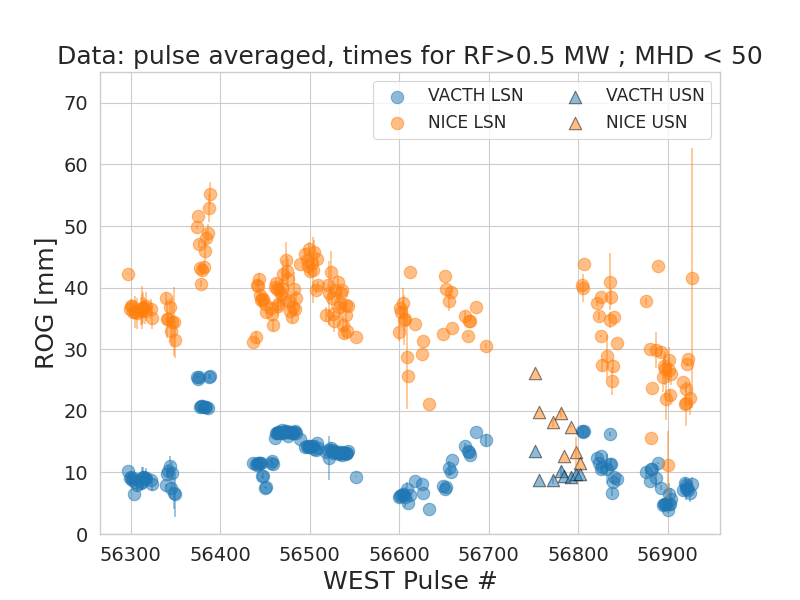 Data: pulse averaged, times for RF>0.5 MW ; MHD < 50
VACTH LSN
NICE LSN
VACTH USN
NICE USN
70
60
50
40
30
20
10
0
ROG [mm]
56300 56400 56500 56600 56700 56800 56900
WEST Pulse #